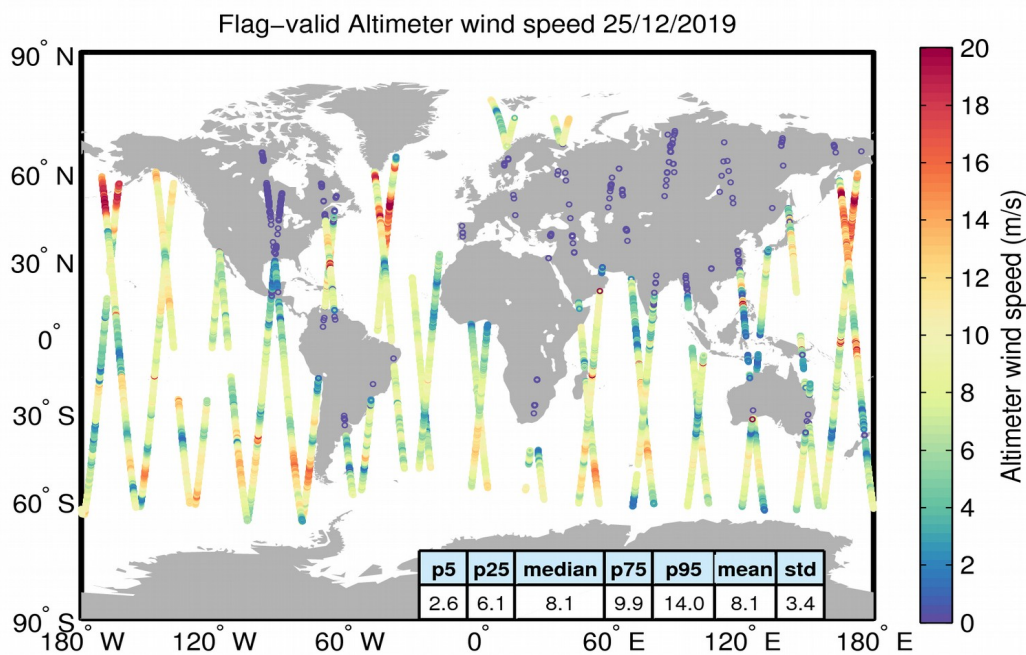 Flag−valid Altimeter wind speed 25/12/2019
90° N
60° N
30° N
0°
30° S
60° S
90° S
180° W
120° W
60° W
0°
60° E
120° E
180° E
p5 p25 median p75 p95 mean std
2.6 6.1 8.1 9.9 14.0 8.1 3.4
20
18
16
14
12
10
8
6
4
2
0
Altimeter wind speed (m/s)